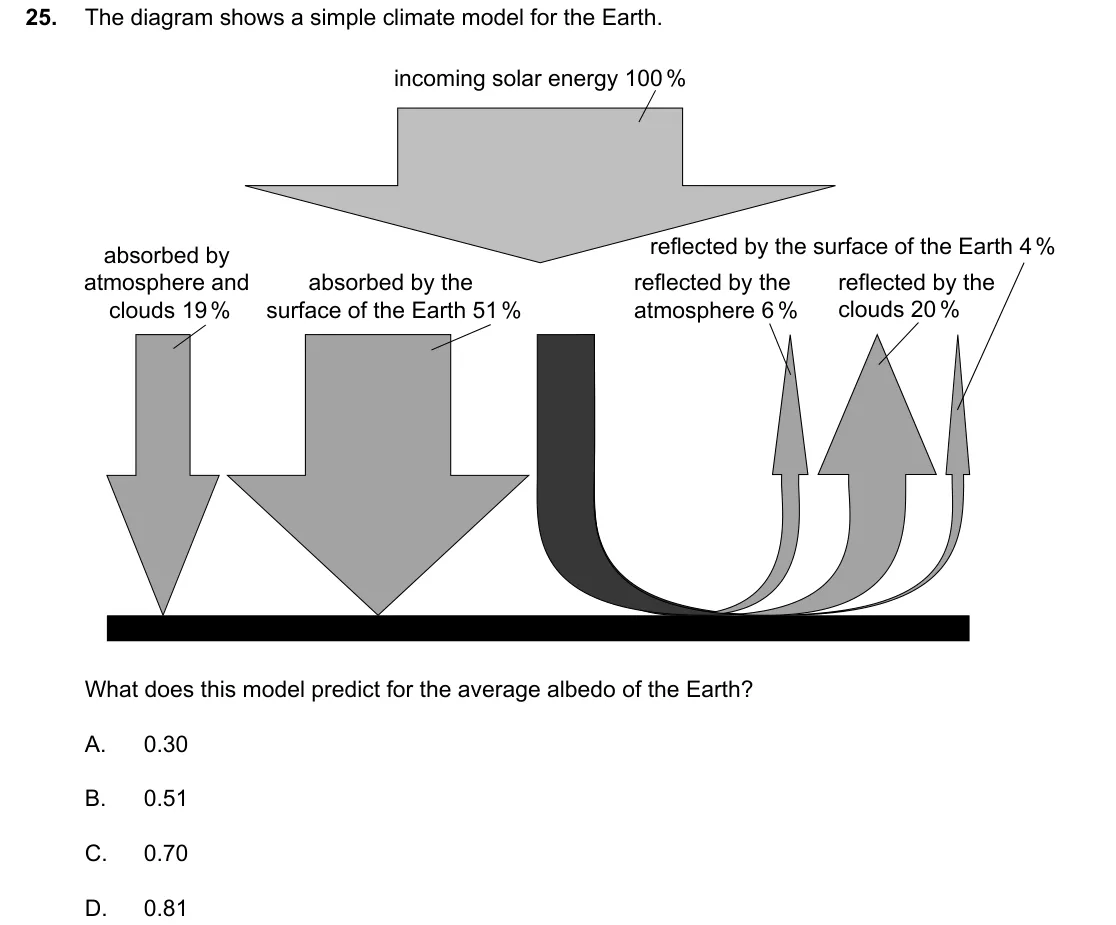 25. The diagram shows a simple climate model for the Earth.
incoming solar energy 100 %
reflected by the surface of the Earth 4 %
absorbed by
atmosphere and
clouds 19 %
absorbed by the
surface of the Earth 51 %
reflected by the
atmosphere 6 %
reflected by the
clouds 20 %
What does this model predict for the average albedo of the Earth?
A. 0.30
B. 0.51
C. 0.70
D. 0.81